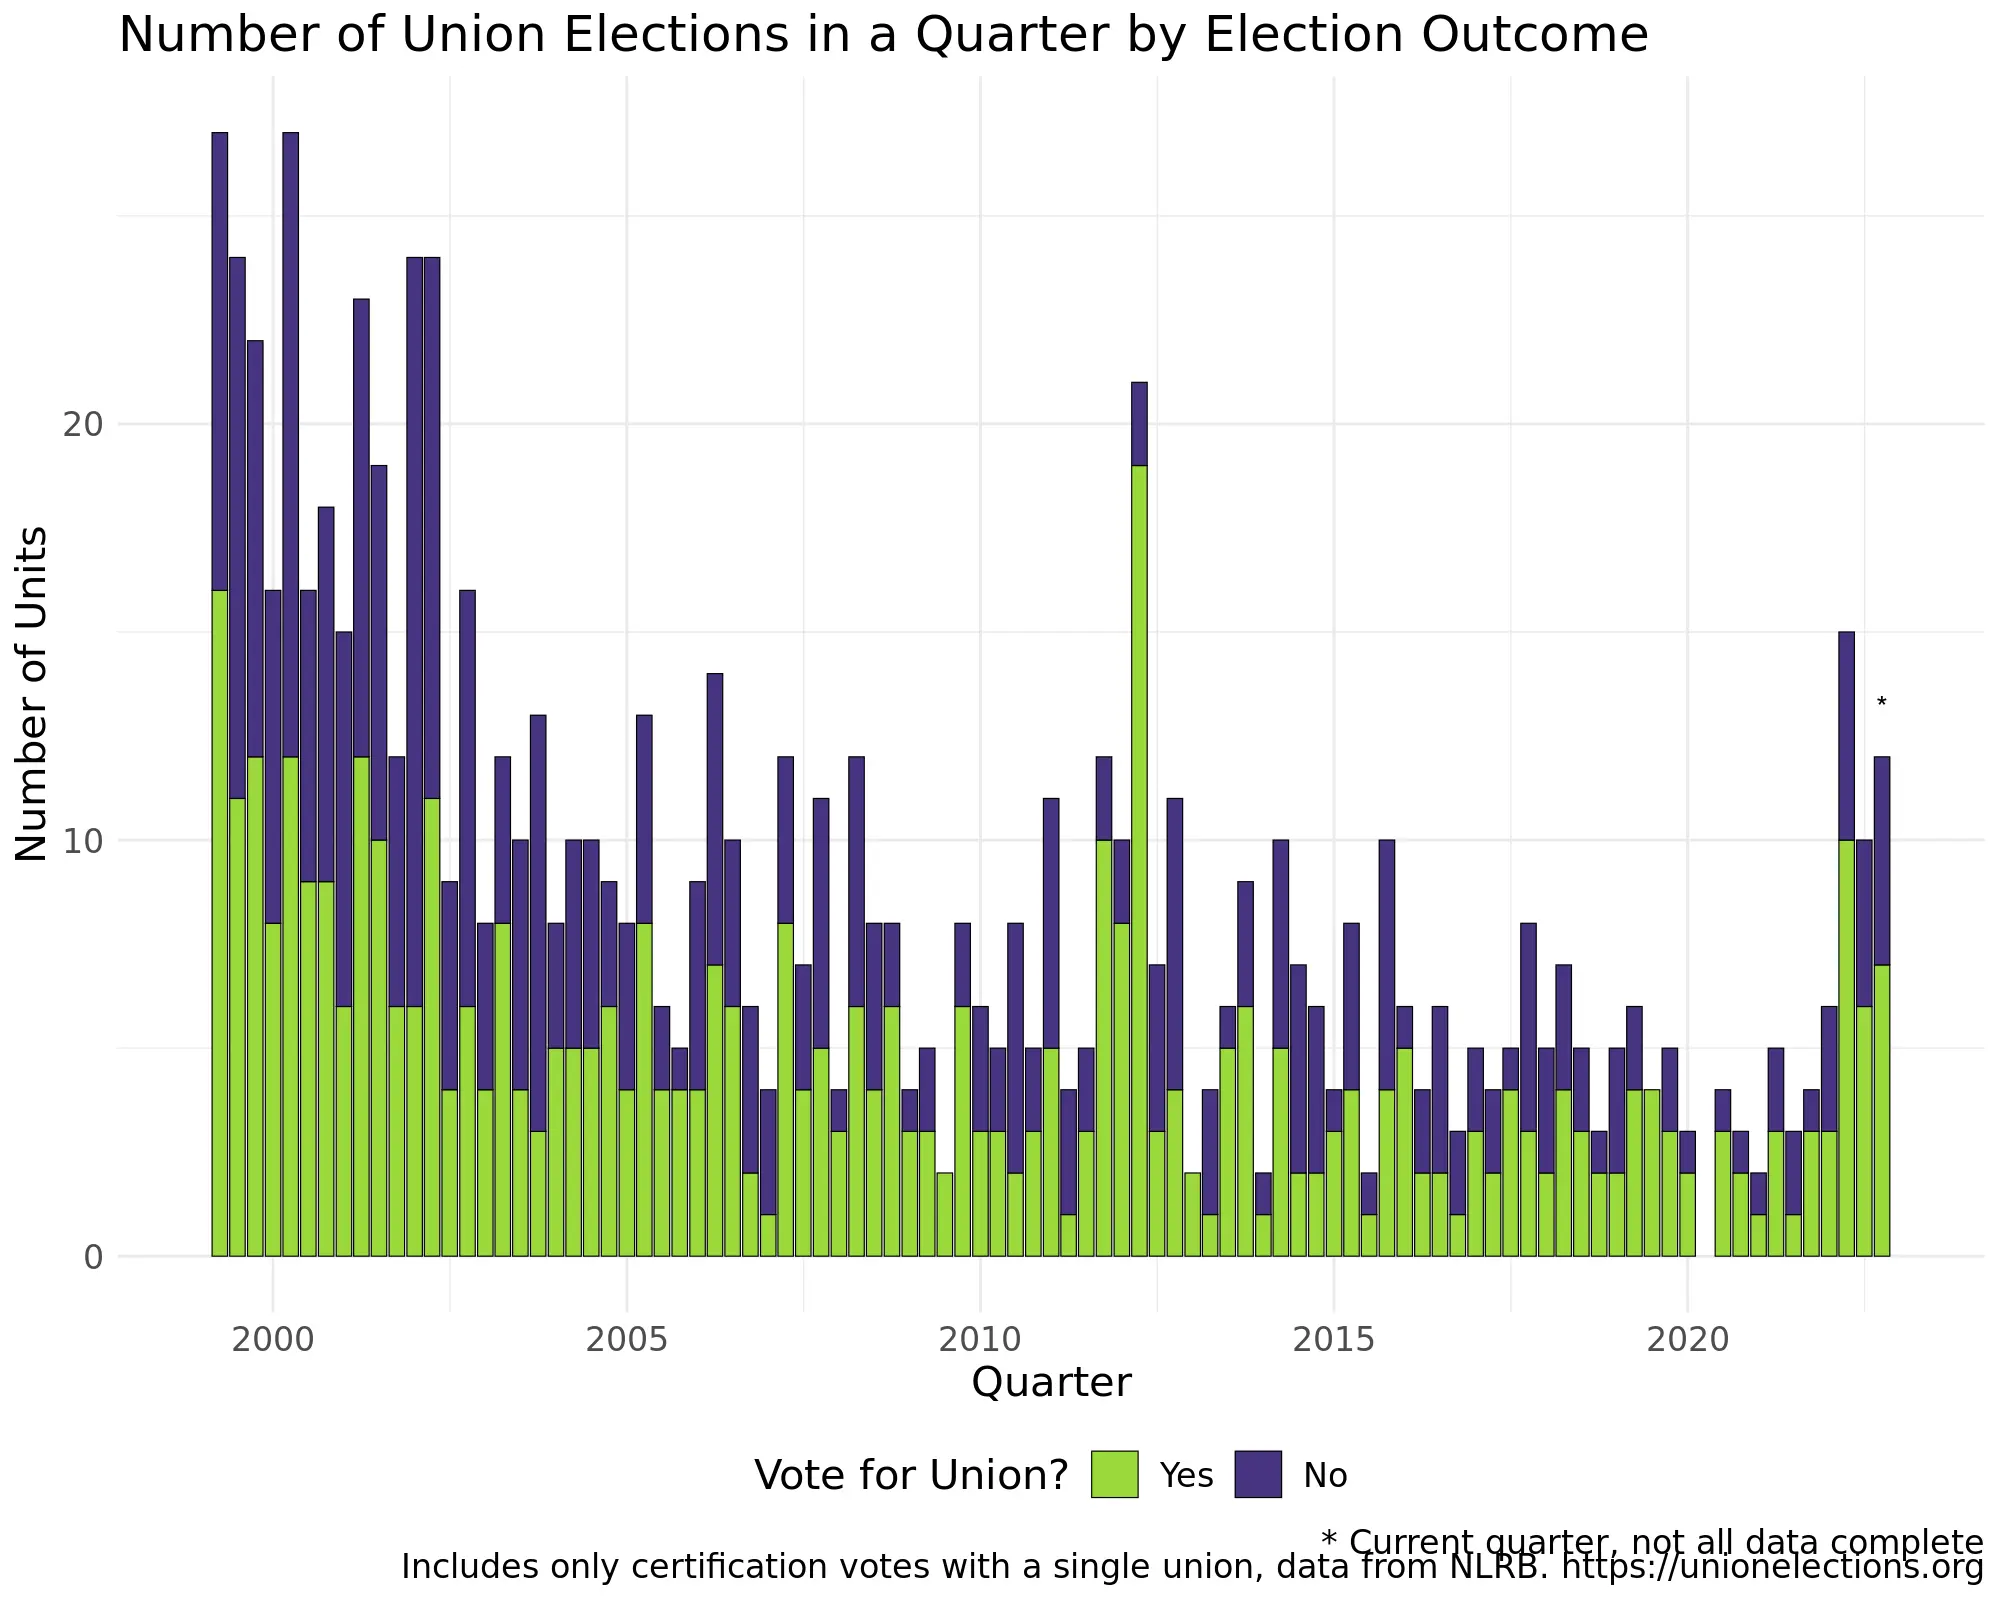 Number of Union Elections in a Quarter by Election Outcome
Number of Units
20
10
0
*
2000 2005 2010 2015 2020
Quarter
Vote for Union? Yes No
* Current quarter, not all data complete
Includes only certification votes with a single union, data from NLRB. https://unionelections.org